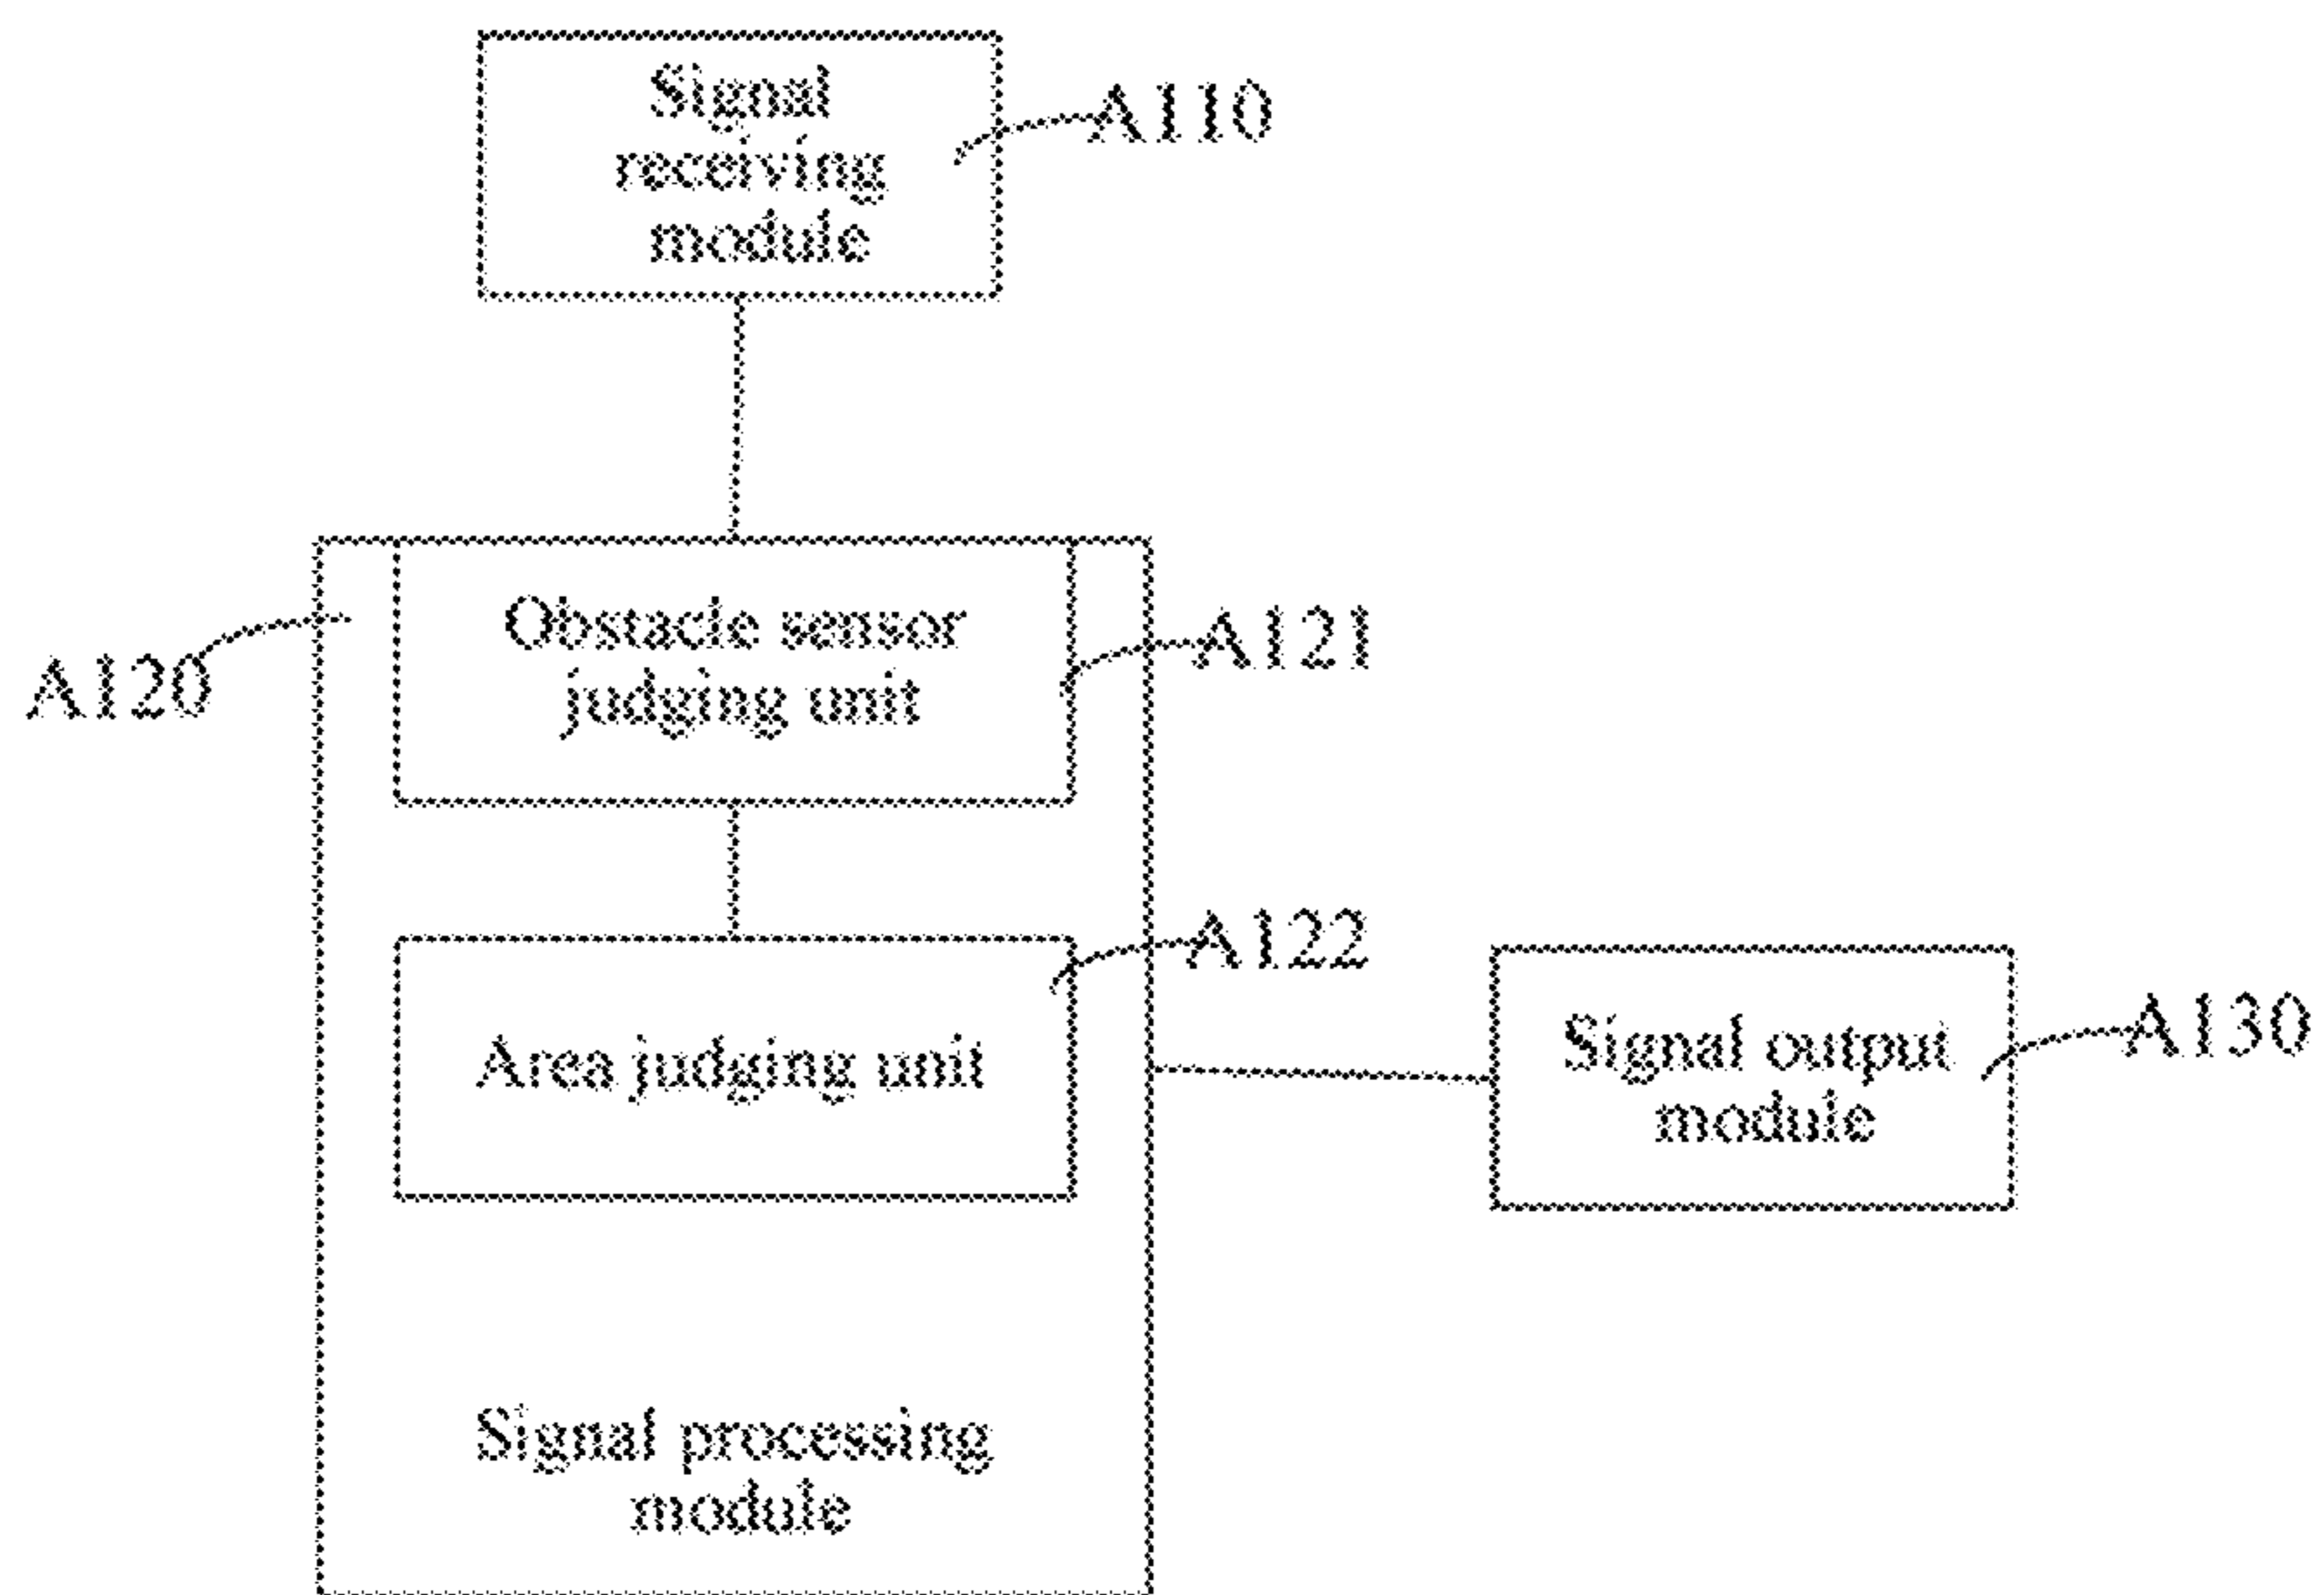 Signal
receiving
module
A110
Obstacle sensor
judging unit
A120
A121
Area judging unit
A122
Signal output
module
A130
Signal processing
module